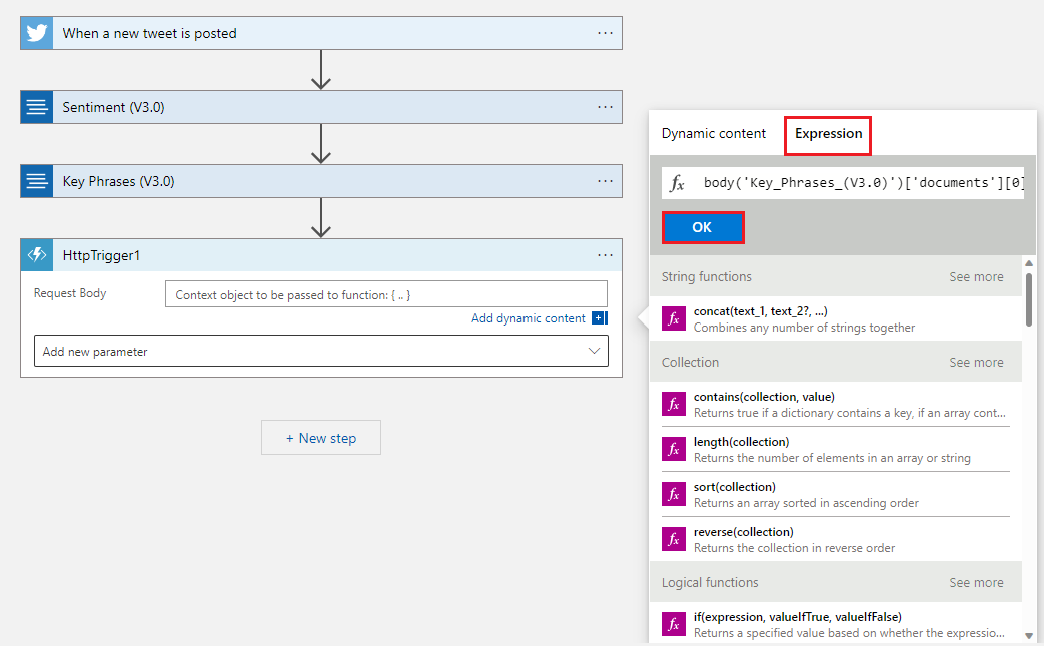 When a new tweet is posted
Sentiment (V3.0)
Key Phrases (V3.0)
HttpTrigger1
Request Body
Context object to be passed to function: { .. }
Add dynamic content
Add new parameter
+ New step
Dynamic content
Expression
fx body('Key_Phrases_(V3.0)')['documents'][0]
OK
String functions See more
fx concat(text_1, text_2?, ...)
Combines any number of strings together
Collection See more
fx contains(collection, value)
Returns true if a dictionary contains a key, if an array cont...
fx length(collection)
Returns the number of elements in an array or string
fx sort(collection)
Returns an array sorted in ascending order
fx reverse(collection)
Returns the collection in reverse order
Logical functions See more
fx if(expression, valueIfTrue, valueIfFalse)
Returns a specified value based on whether the expressio...